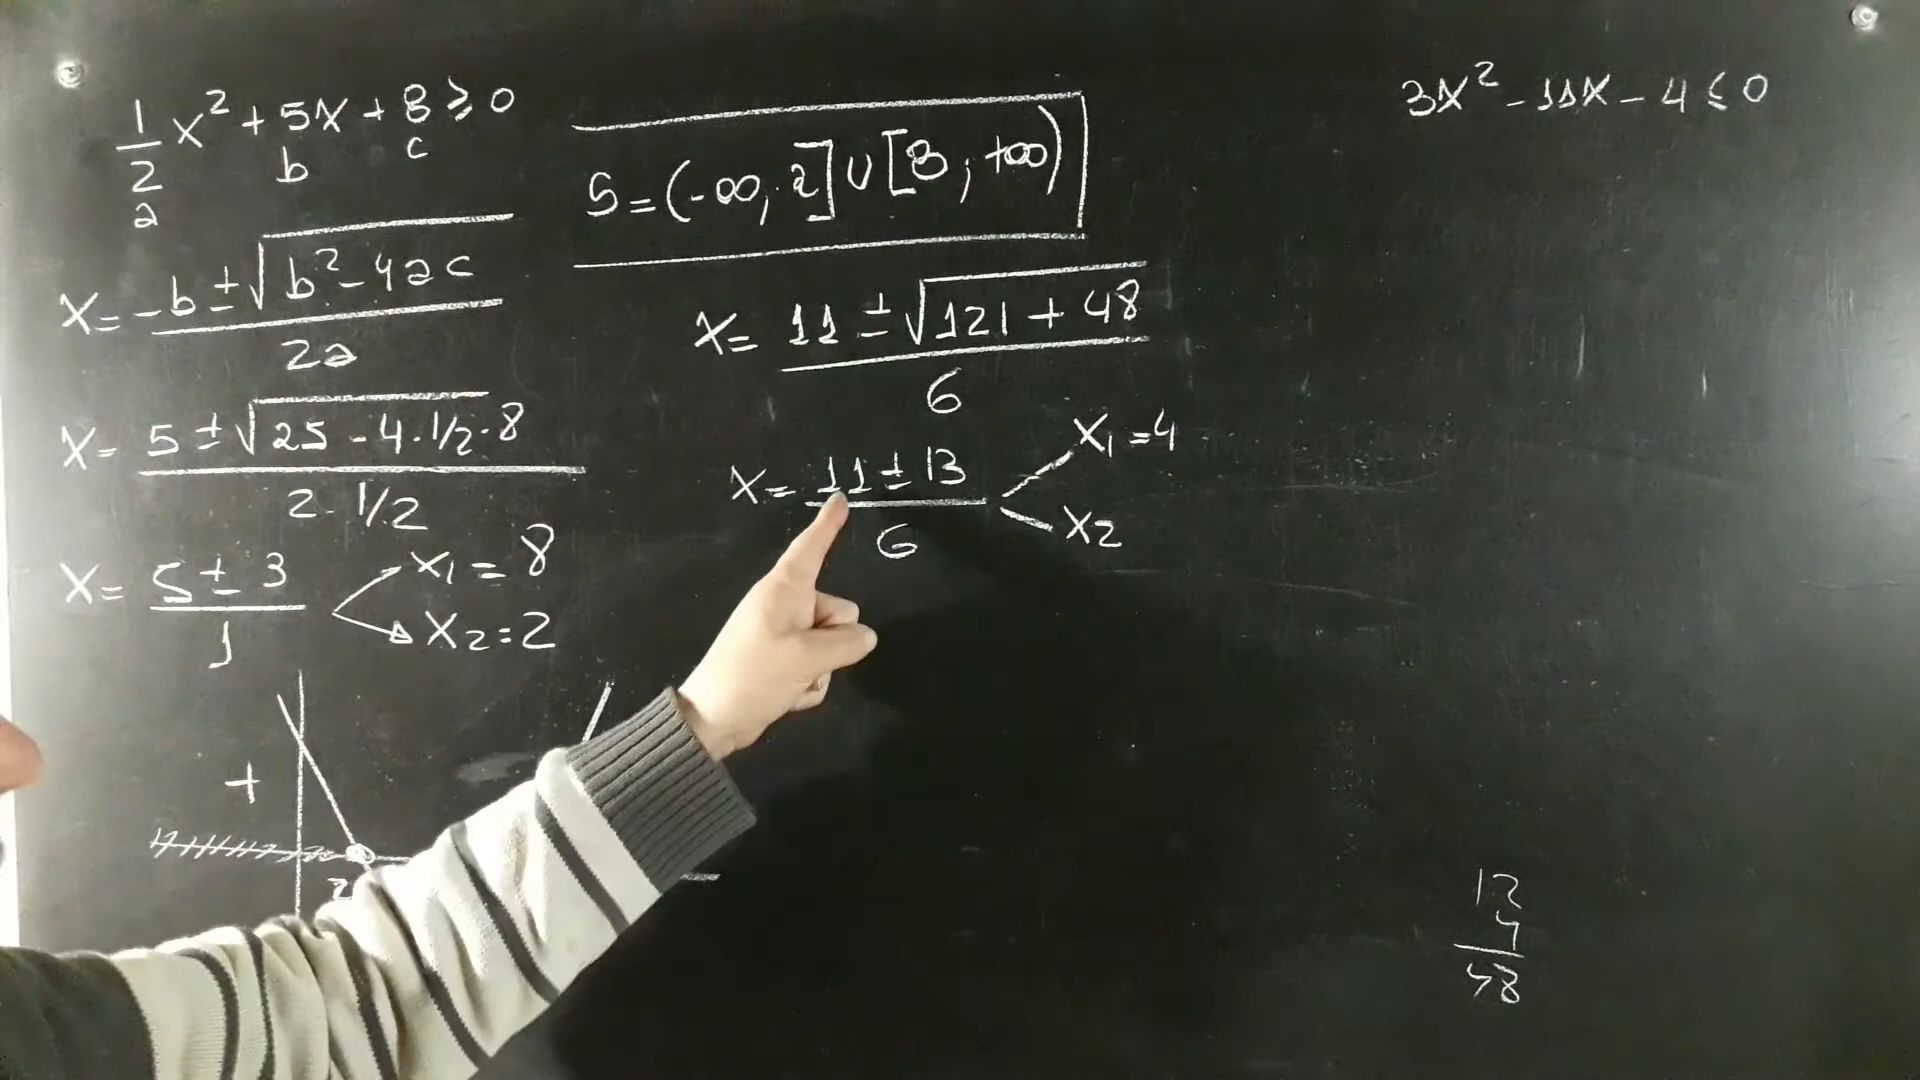 1/2 x² + 5x + 8 ≥ 0
a b c
x = (-b ± √(b² - 4ac)) / 2a
x = (5 ± √(25 - 4·1/2·8)) / (2·1/2)
x = (5 ± 3) / 1
x₁ = 8
x₂ = 2
+
2
S = (-∞, 2] ∪ [8; +∞)
x = (11 ± √(121 + 48)) / 6
x = (11 ± 13) / 6
x₁ = 4
x₂
3x² - 11x - 4 ≤ 0
12
4
48